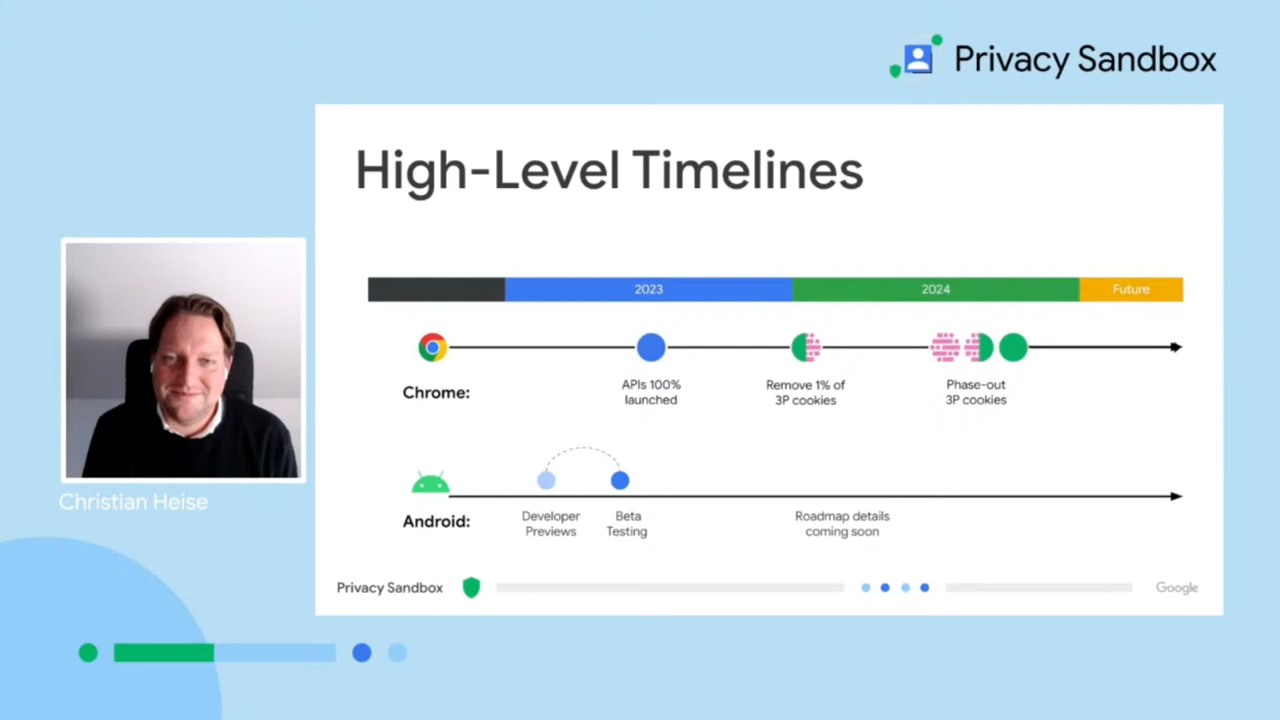 Privacy Sandbox
High-Level Timelines
2023
2024
Future
Chrome:
APIs 100%
launched
Remove 1% of
3P cookies
Phase-out
3P cookies
Christian Heise
Android:
Developer
Previews
Beta
Testing
Roadmap details
coming soon
Privacy Sandbox
Google